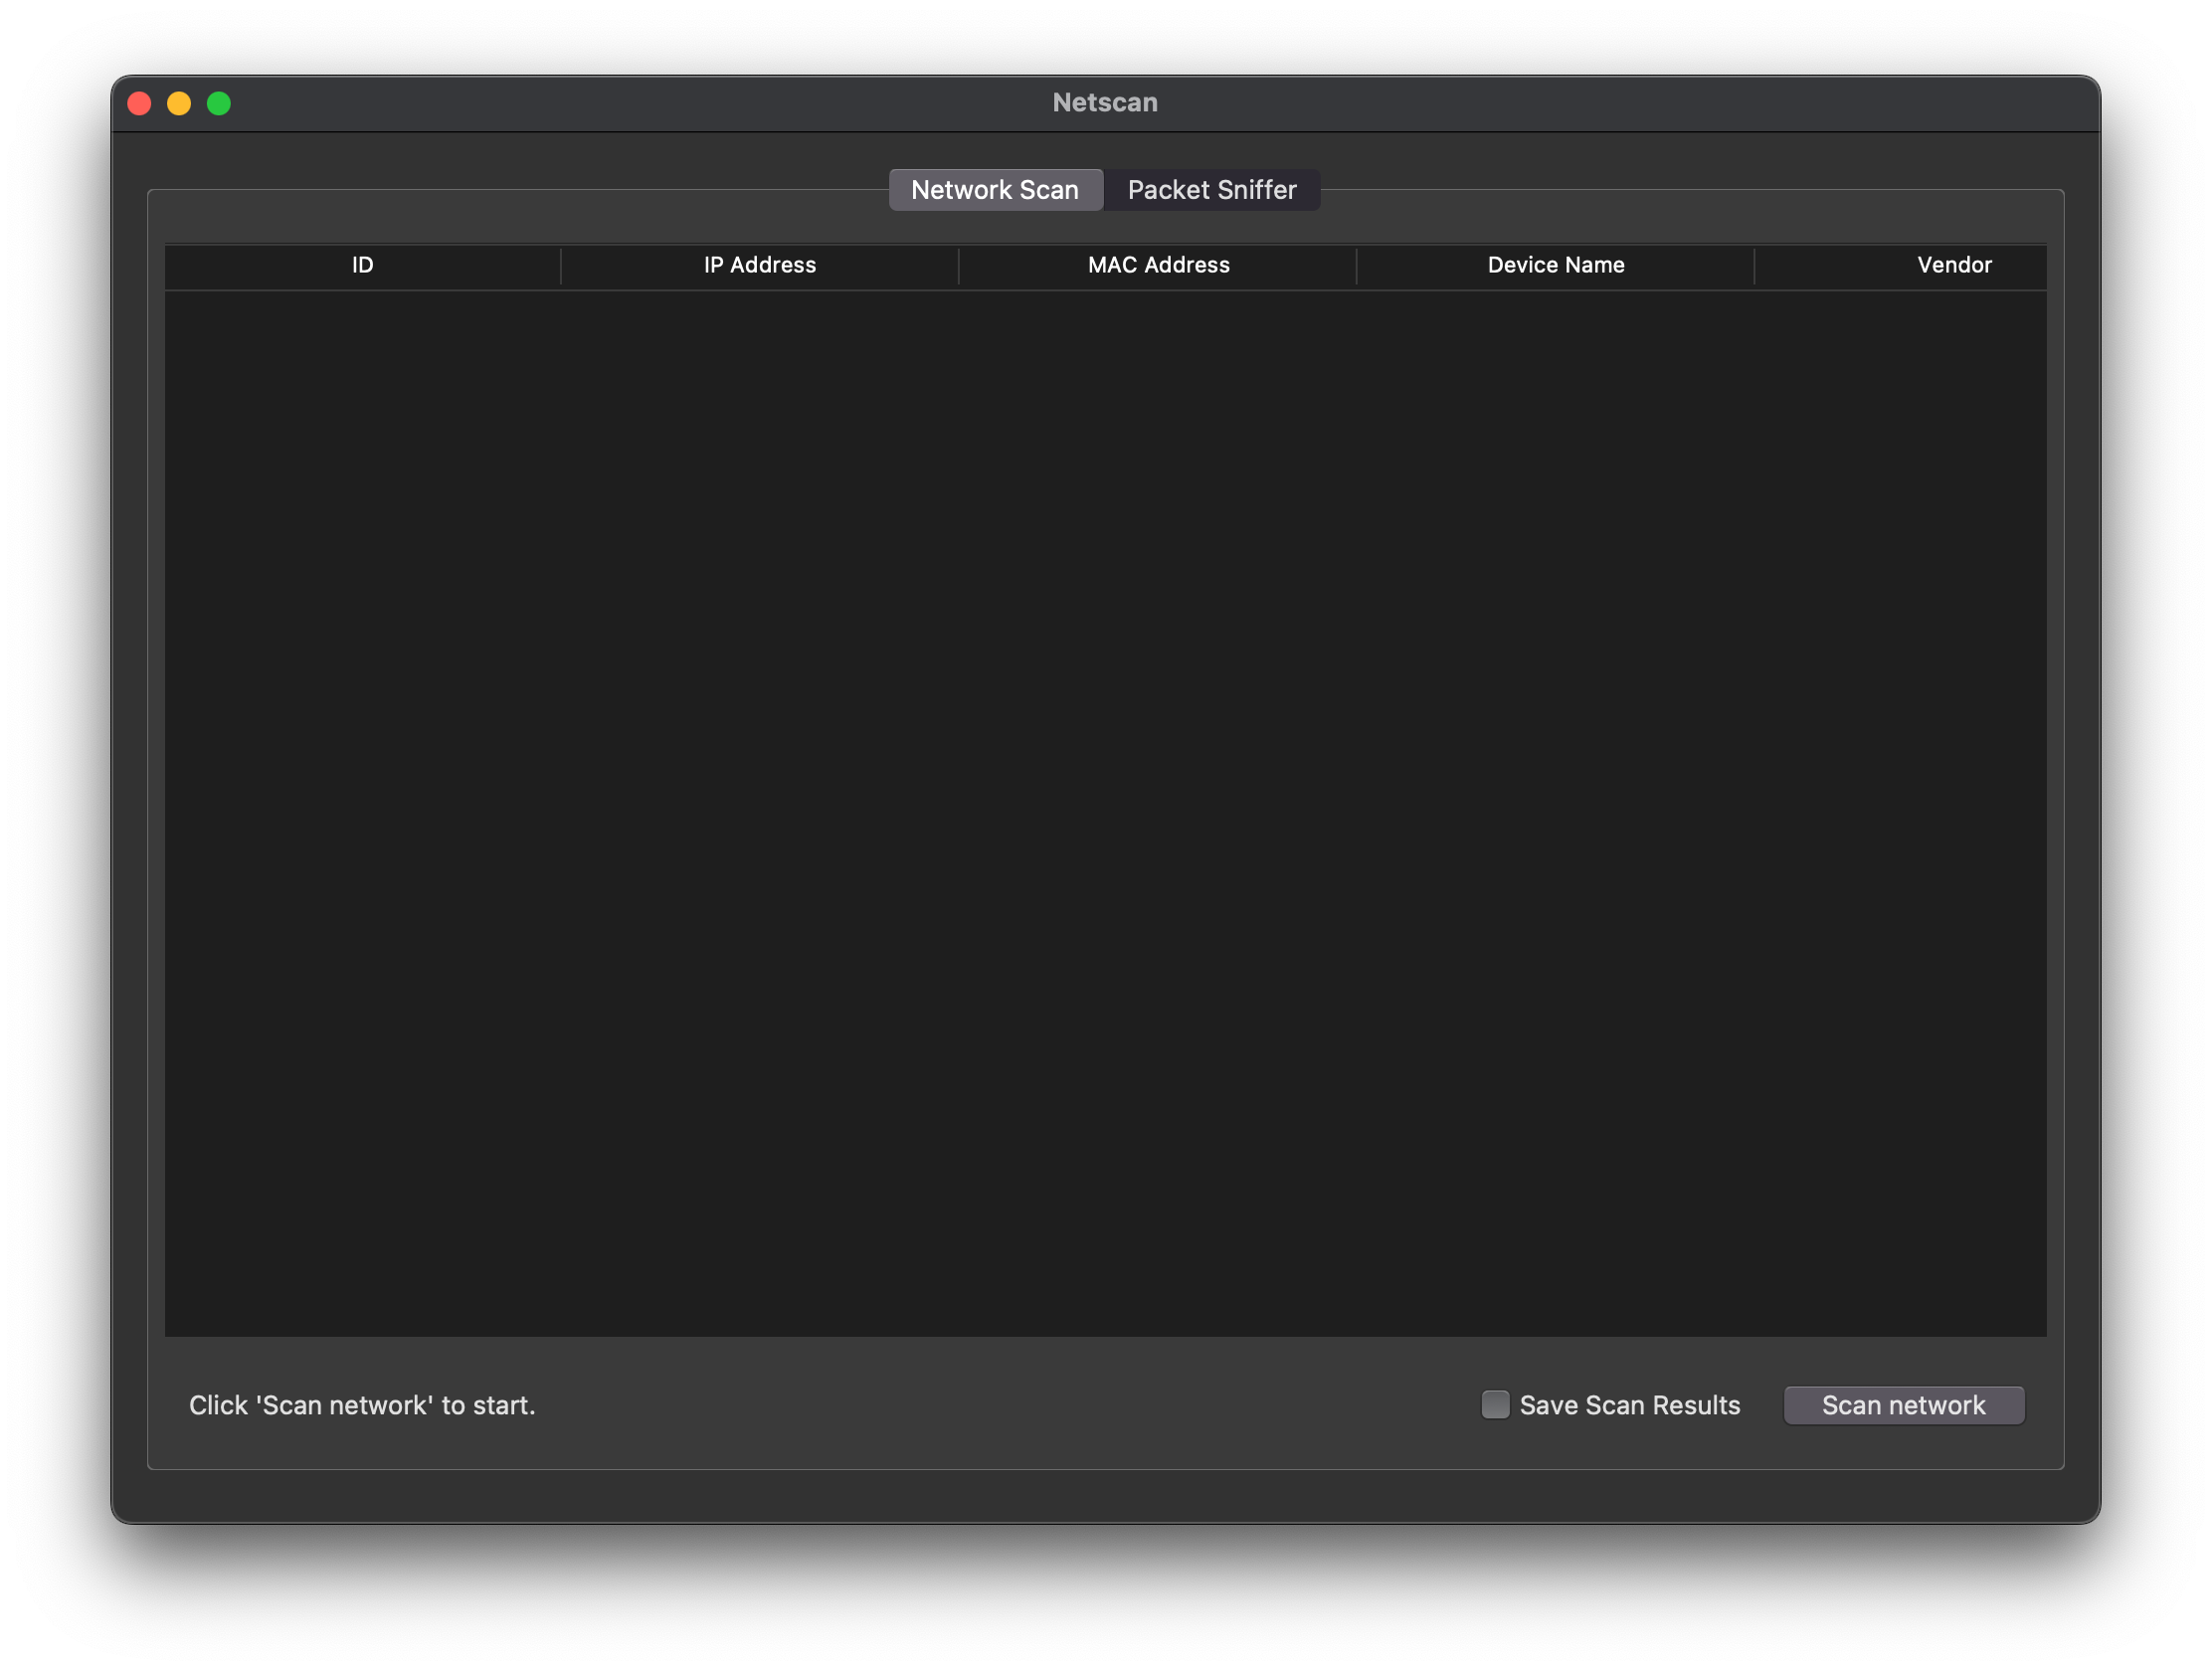 Netscan
Network Scan Packet Sniffer
ID IP Address MAC Address Device Name Vendor
Click 'Scan network' to start. Save Scan Results Scan network